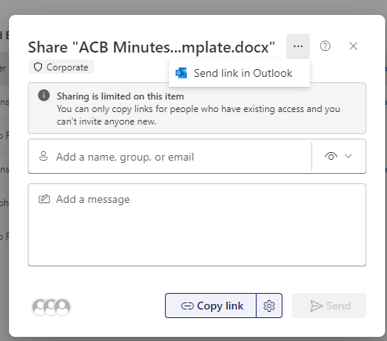 Share "ACB Minutes...mplate.docx"
Corporate
Send link in Outlook
Sharing is limited on this item
You can only copy links for people who have existing access and you
can't invite anyone new.
Add a name, group, or email
Add a message
Copy link
Send